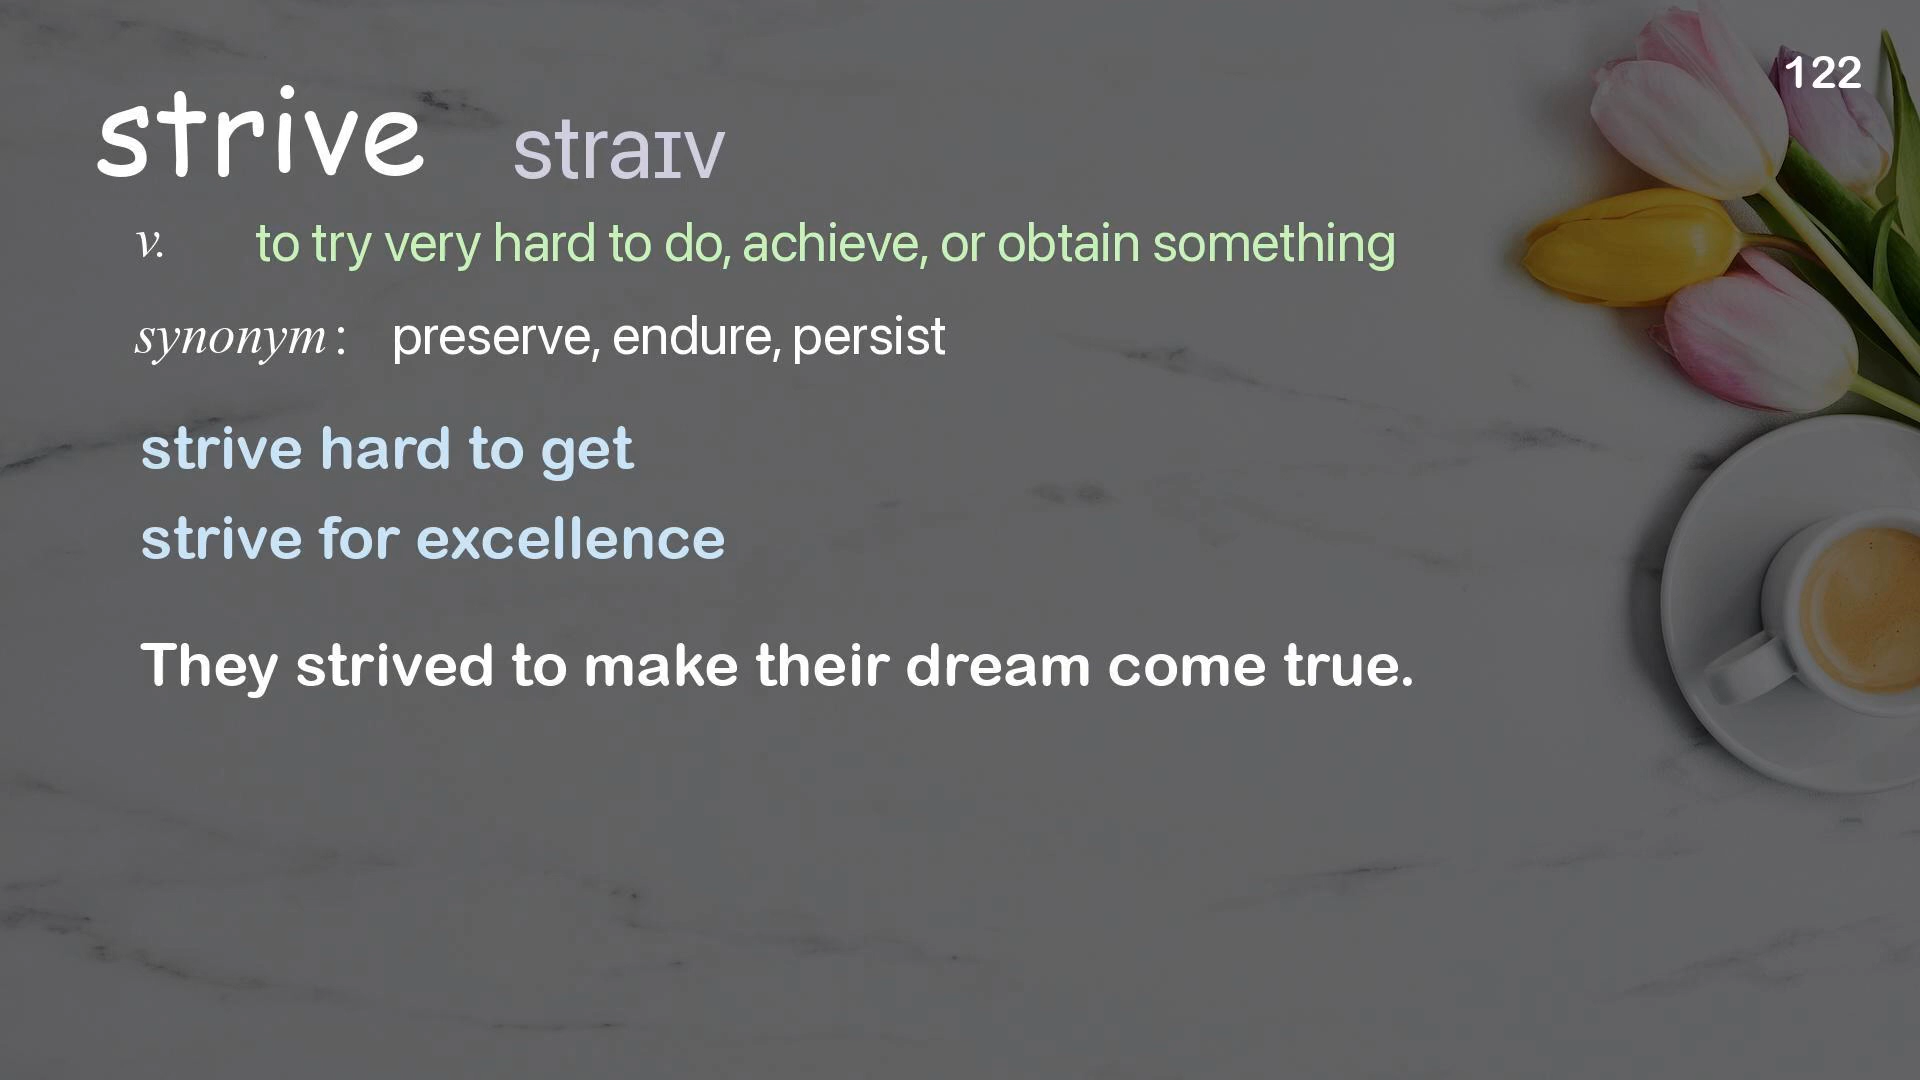 122
strive straɪv
v. to try very hard to do, achieve, or obtain something
synonym: preserve, endure, persist
strive hard to get
strive for excellence
They strived to make their dream come true.